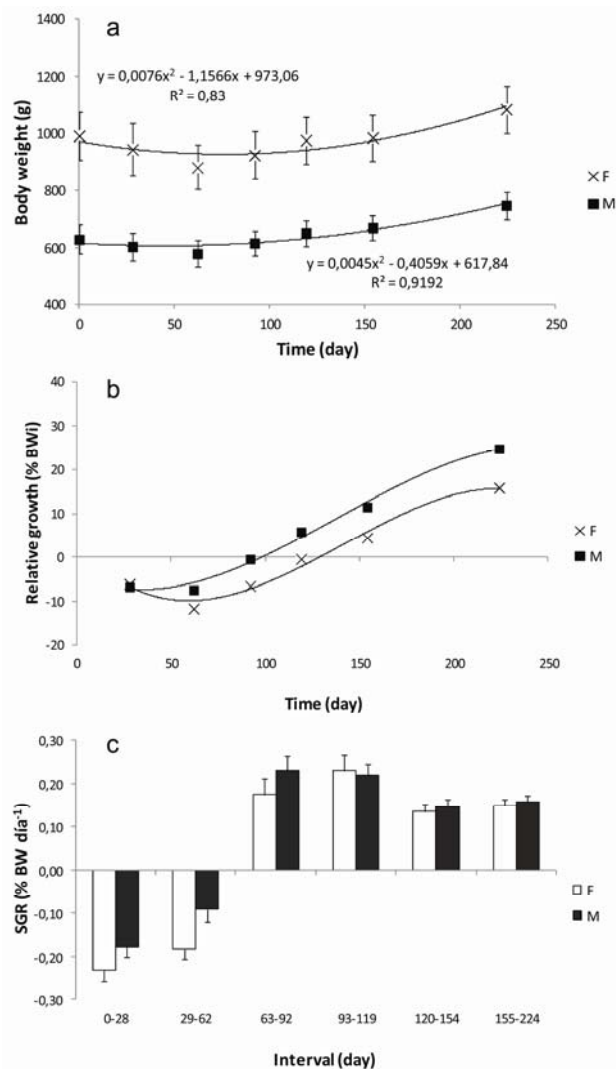 a
1400
1200
1000
800
600
400
Body weight (g)
y = 0,0076x² - 1,1566x + 973,06
R² = 0,83
y = 0,0045x² - 0,4059x + 617,84
R² = 0,9192
F
M
0 50 100 150 200 250
Time (day)
b
40
30
20
10
0
-10
-20
Relative growth (% BWi)
F
M
0 50 100 150 200 250
Time (day)
c
0,30
0,20
0,10
0,00
-0,10
-0,20
-0,30
SGR (% BW día⁻¹)
F
M
0-28 29-62 63-92 93-119 120-154 155-224
Interval (day)